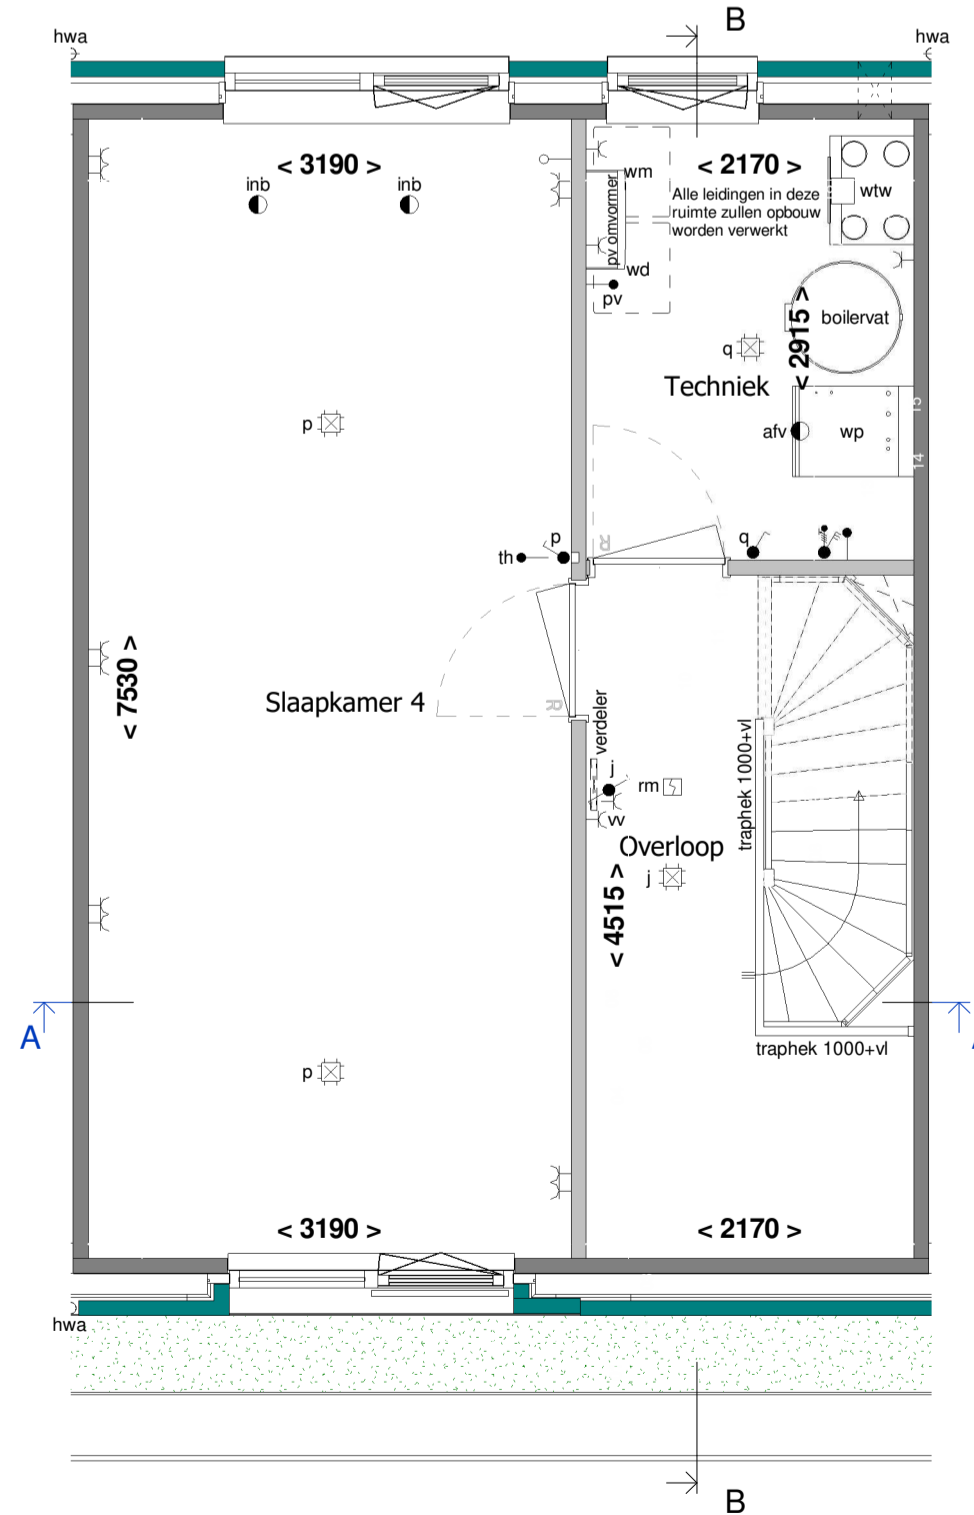 B
hwa
hwa
< 3190 >
< 2170 >
inb
inb
wm
Alle leidingen in deze
ruimte zullen opbouw
worden verwerkt
wtw
pv omvormer
wd
pv
boilervat
< 2915 >
q
Techniek
p
afv
wp
15
14
p
th
q
R
< 7530 >
Slaapkamer 4
R
verdeler
j
rm
vv
traphek 1000+vl
Overloop
j
< 4515 >
A
traphek 1000+vl
p
< 3190 >
< 2170 >
hwa
B